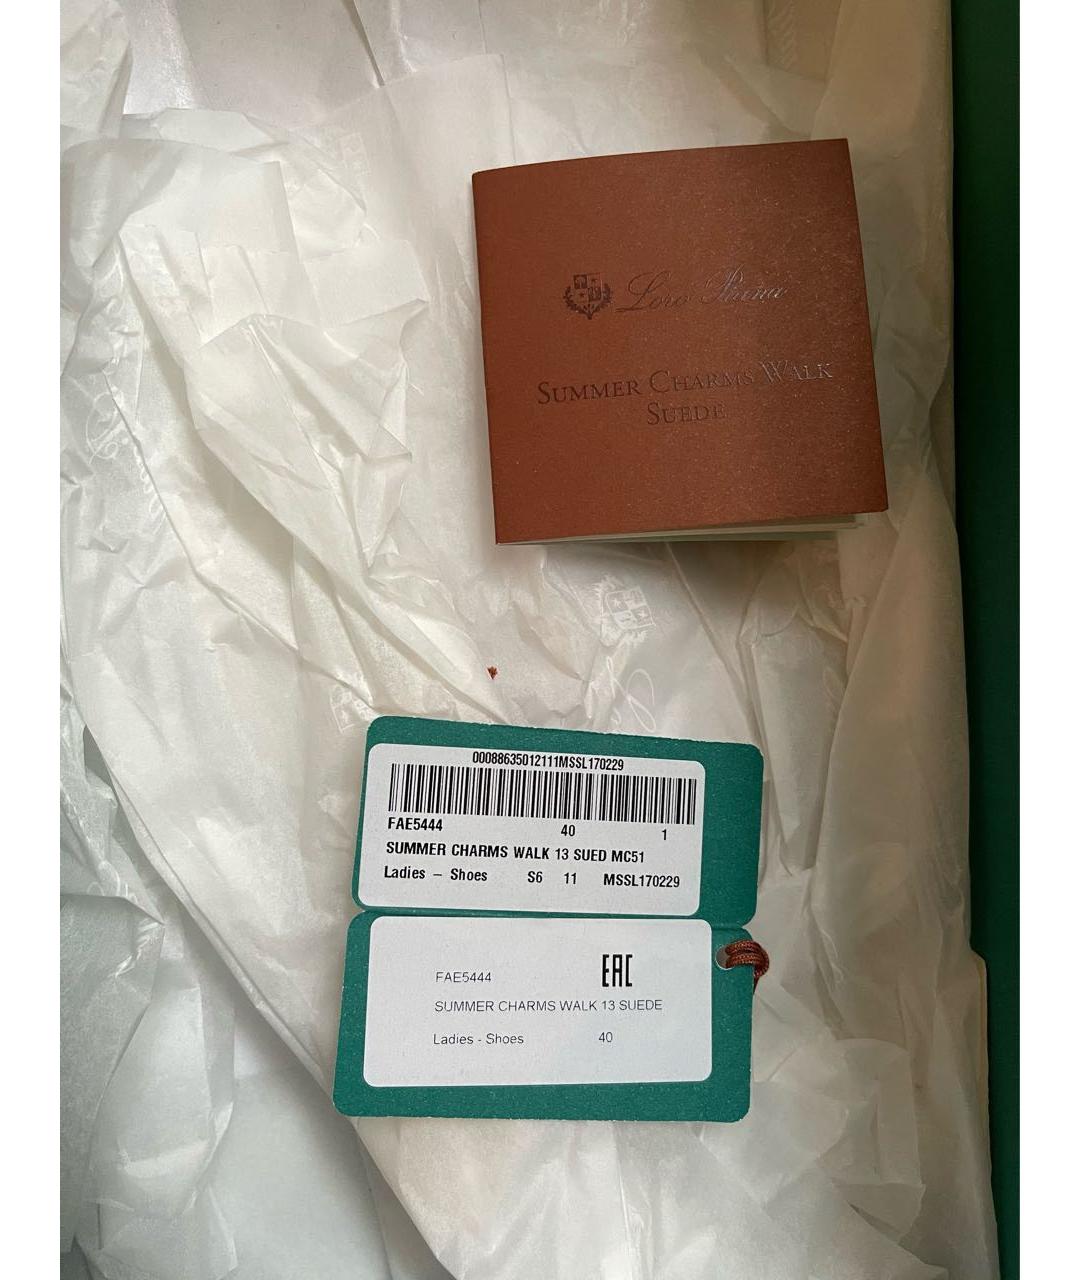 Loro Piana
SUMMER CHARMS WALK
SUEDE
00088635012111MSSL170229
FAE5444 40 1
SUMMER CHARMS WALK 13 SUED MC51
Ladies – Shoes S6 11 MSSL170229
FAE5444 EAC
SUMMER CHARMS WALK 13 SUEDE
Ladies - Shoes 40